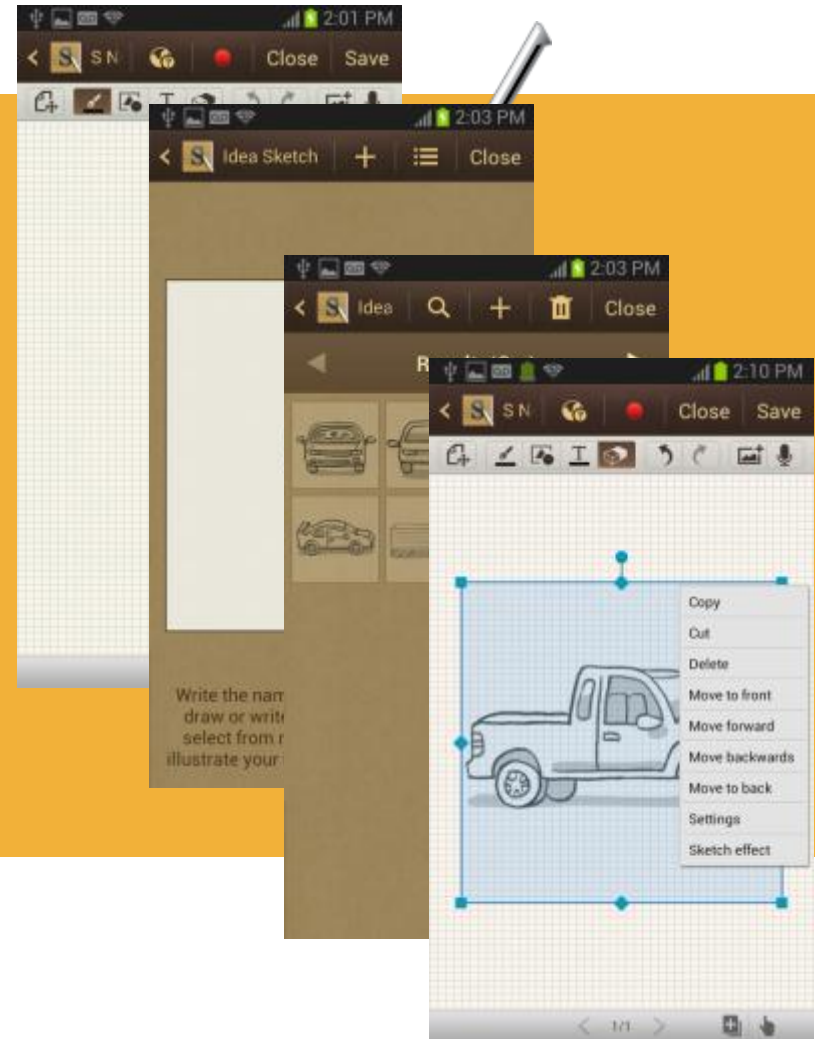 2:01 PM
S N
Close
Save
T
2:03 PM
S
Idea Sketch
Close
Write the
draw or
select from
illustrate your
2:03 PM
S
Idea
Close
2:10 PM
S
S N
Close
Save
T
Copy
Cut
Delete
Move to front
Move forward
Move backwards
Move to back
Settings
Sketch effect
1/1